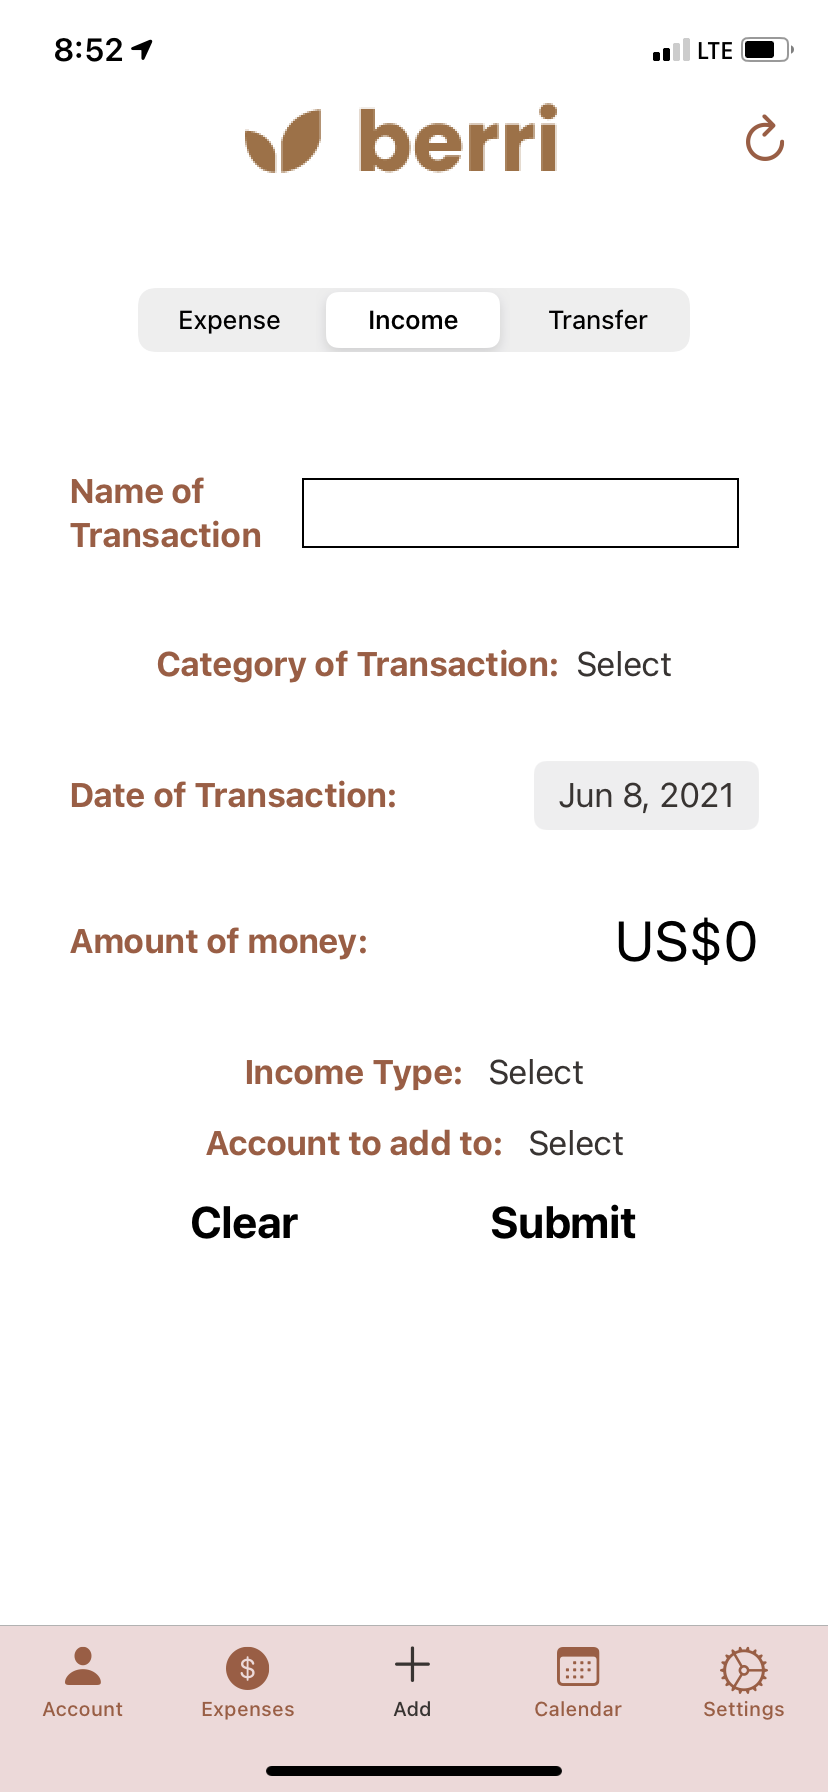 8:52
LTE
berri
Expense Income Transfer
Name of
Transaction
Category of Transaction: Select
Date of Transaction: Jun 8, 2021
Amount of money: US$0
Income Type: Select
Account to add to: Select
Clear Submit
$
Account Expenses Add Calendar Settings